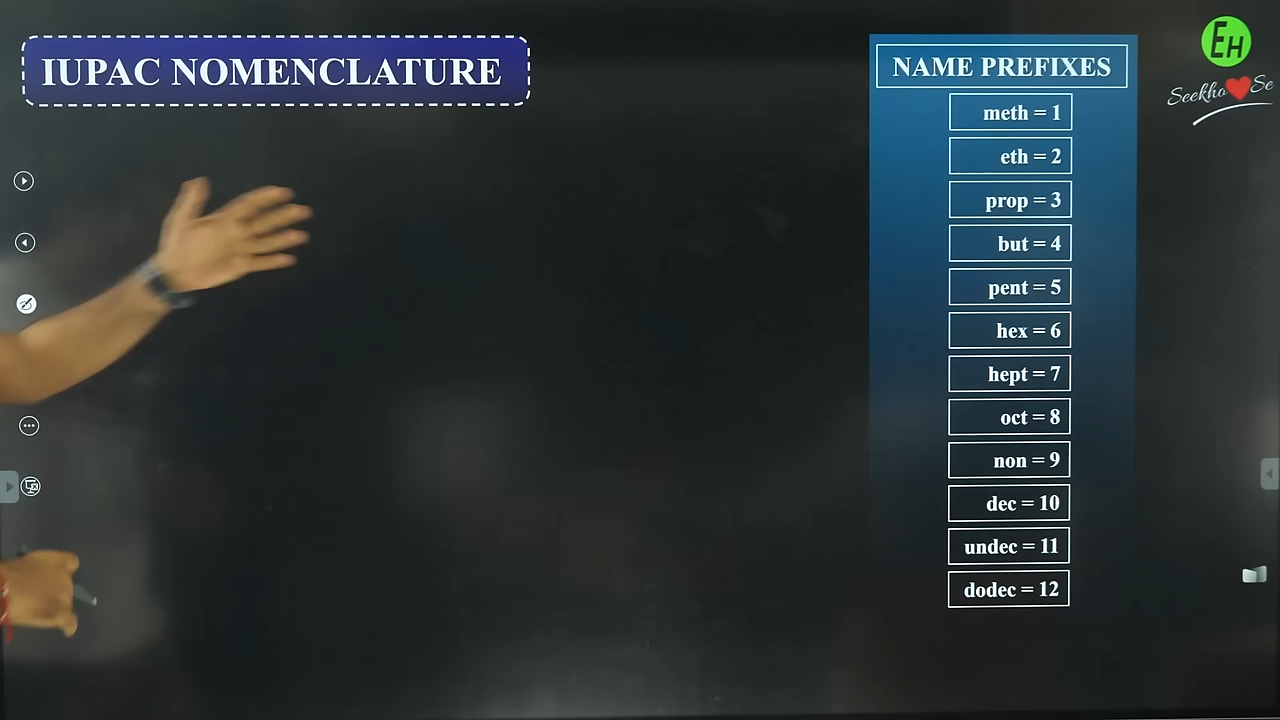 IUPAC NOMENCLATURE
NAME PREFIXES
meth = 1
eth = 2
prop = 3
but = 4
pent = 5
hex = 6
hept = 7
oct = 8
non = 9
dec = 10
undec = 11
dodec = 12
EH
Seekho Se